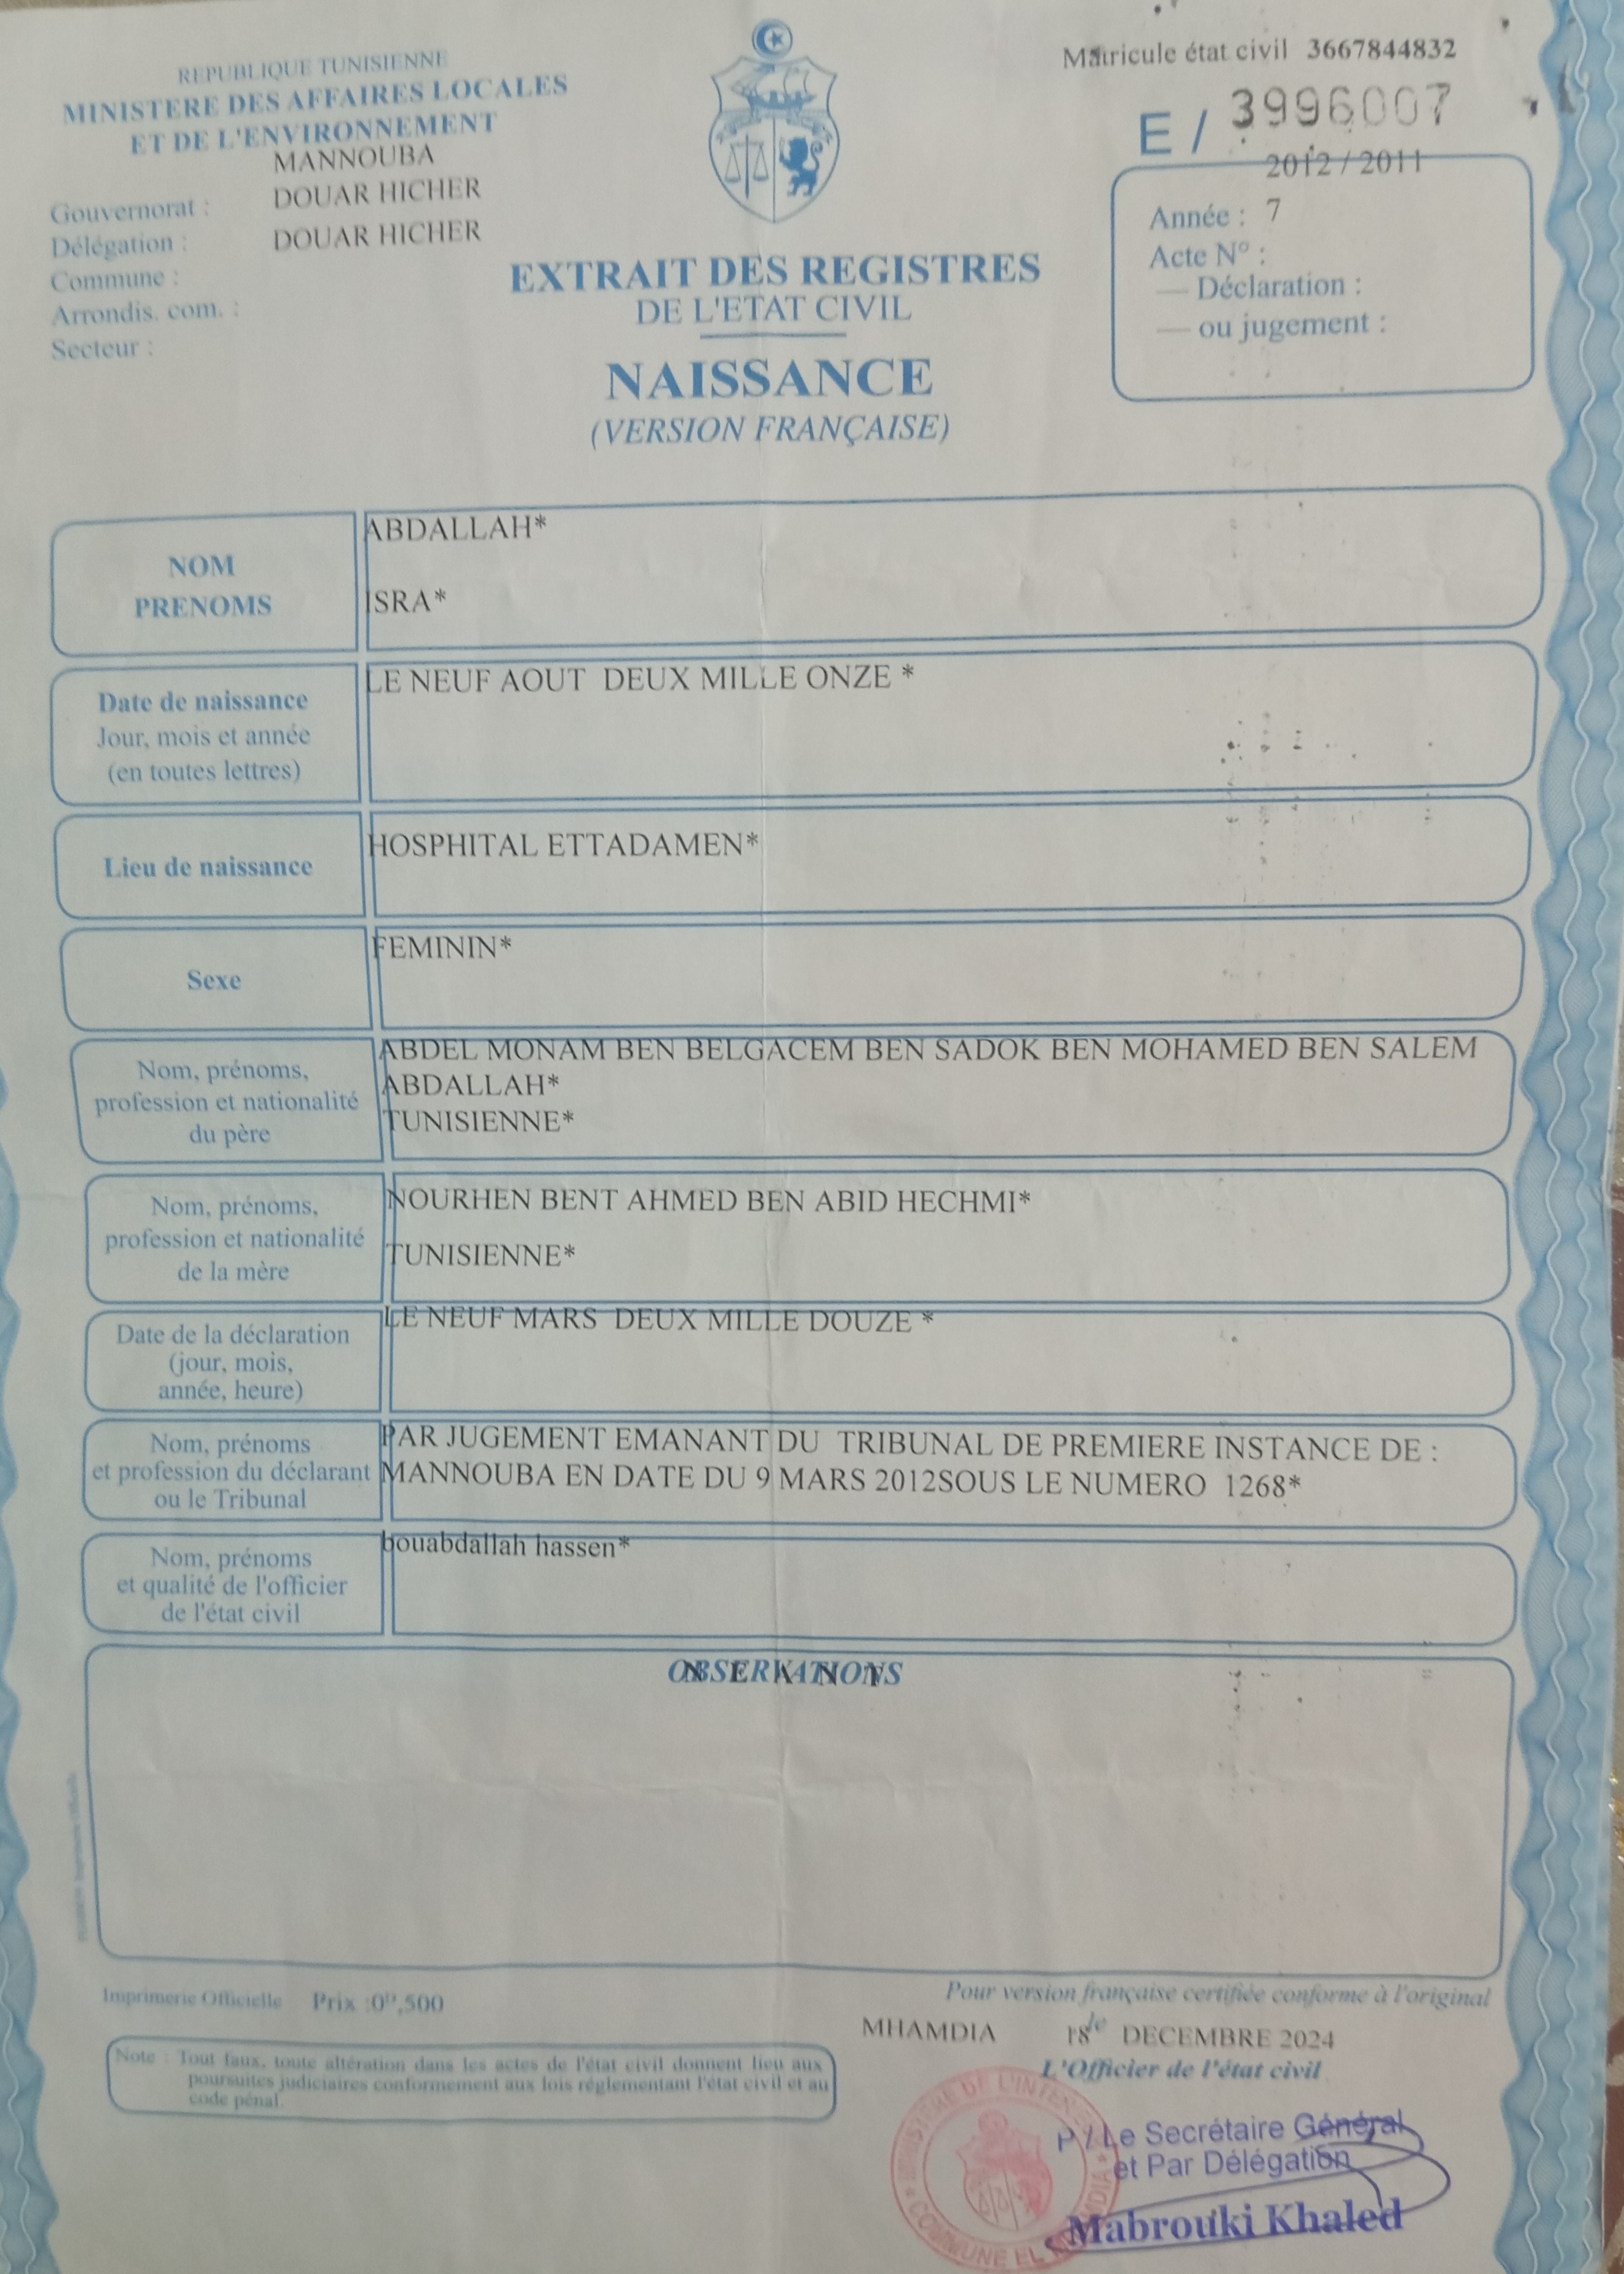 REPUBLIQUE TUNISIENNE
MINISTERE DES AFFAIRES LOCALES
ET DE L'ENVIRONNEMENT
MANNOUBA
Gouvernorat : DOUAR HICHER
Délégation : DOUAR HICHER
Commune :
Arrondis. com. :
Secteur :
Matricule état civil 3667844832
E / 3996007
2012 / 2011
Année : 7
Acte N° :
— Déclaration :
— ou jugement :
EXTRAIT DES REGISTRES
DE L'ETAT CIVIL
NAISSANCE
(VERSION FRANÇAISE)
NOM
PRENOMS
ABDALLAH*
ISRA*
Date de naissance
Jour, mois et année
(en toutes lettres)
LE NEUF AOUT DEUX MILLE ONZE *
Lieu de naissance
HOSPHITAL ETTADAMEN*
Sexe
FEMININ*
Nom, prénoms,
profession et nationalité
du père
ABDEL MONAM BEN BELGACEM BEN SADOK BEN MOHAMED BEN SALEM
ABDALLAH*
TUNISIENNE*
Nom, prénoms,
profession et nationalité
de la mère
NOURHEN BENT AHMED BEN ABID HECHMI*
TUNISIENNE*
Date de la déclaration
(jour, mois,
année, heure)
LE NEUF MARS DEUX MILLE DOUZE *
Nom, prénoms
et profession du déclarant
ou le Tribunal
PAR JUGEMENT EMANANT DU TRIBUNAL DE PREMIERE INSTANCE DE :
MANNOUBA EN DATE DU 9 MARS 2012SOUS LE NUMERO 1268*
Nom, prénoms
et qualité de l'officier
de l'état civil
bouabdallah hassen*
OBSERVATIONS
N E A N T
Imprimerie Officielle Prix :0ᴰ,500
Note : Tout faux, toute altération dans les actes de l'état civil donnent lieu aux
poursuites judiciaires conformement aux lois réglementant l'état civil et au
code pénal.
Pour version française certifiée conforme à l'original
MHAMDIA le 18 DECEMBRE 2024
L'Officier de l'état civil
P / Le Secrétaire Général
et Par Délégation
Mabrouki Khaled
MINISTERE DE L'INTER
COMMUNE EL